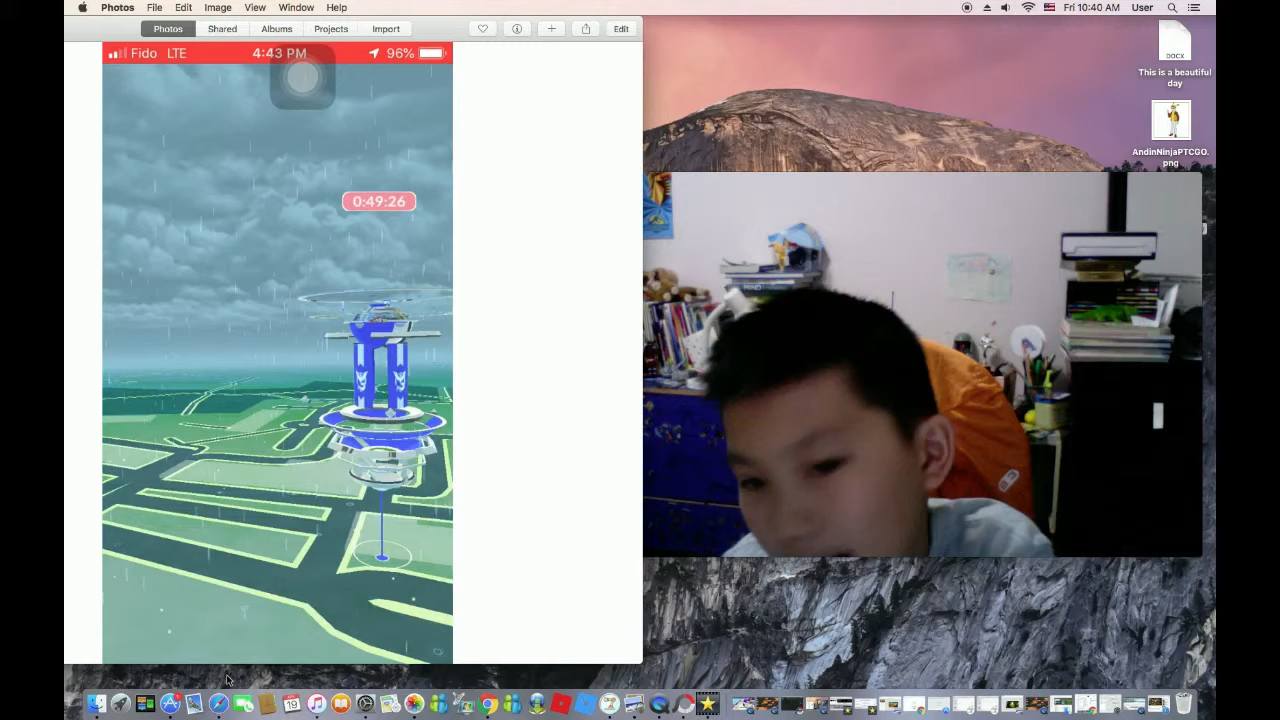 Photos File Edit Image View Window Help Fri 10:40 AM User
Photos Shared Albums Projects Import Edit
Fido LTE 4:43 PM 96%
0:49:26
DOCX
This is a beautiful
day
AndinNinjaPTCGO.
png